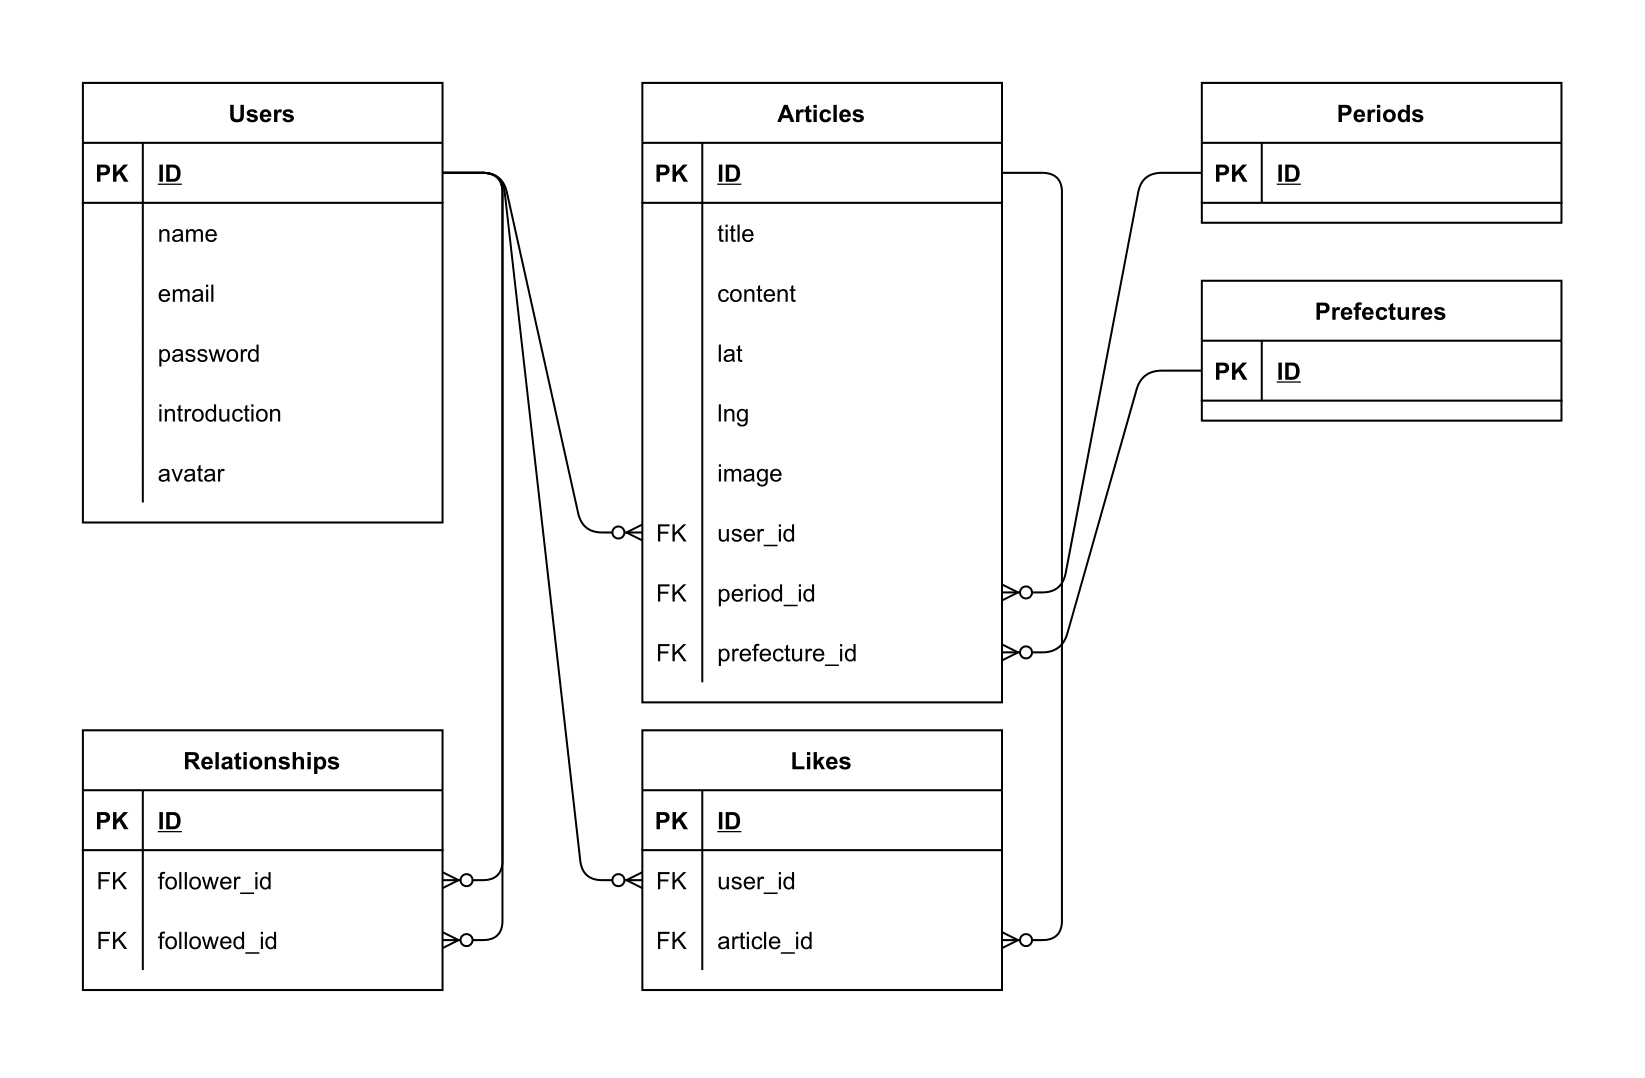 Users
PK ID
name
email
password
introduction
avatar
Articles
PK ID
title
content
lat
lng
image
FK user_id
FK period_id
FK prefecture_id
Periods
PK ID
Prefectures
PK ID
Relationships
PK ID
FK follower_id
FK followed_id
Likes
PK ID
FK user_id
FK article_id